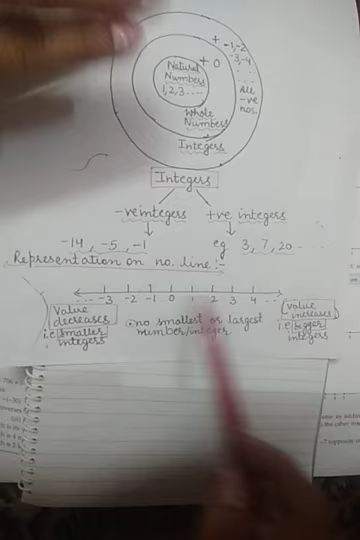 + -1, -2
-3, -4
. . . .
All
-ve
nos.
Natural
Numbers
1, 2, 3 .....
+ 0
Whole
Numbers
Integers
Integers
-ve integers +ve integers
-14, -5, -1 eg 3, 7, 20 ...
Representation on no. line:-
... -3 -2 -1 0 1 2 3 4 ...
Value
decreases
i.e smaller
integers
no smallest or largest
number/integer.
Value
increases
i.e bigger
integers